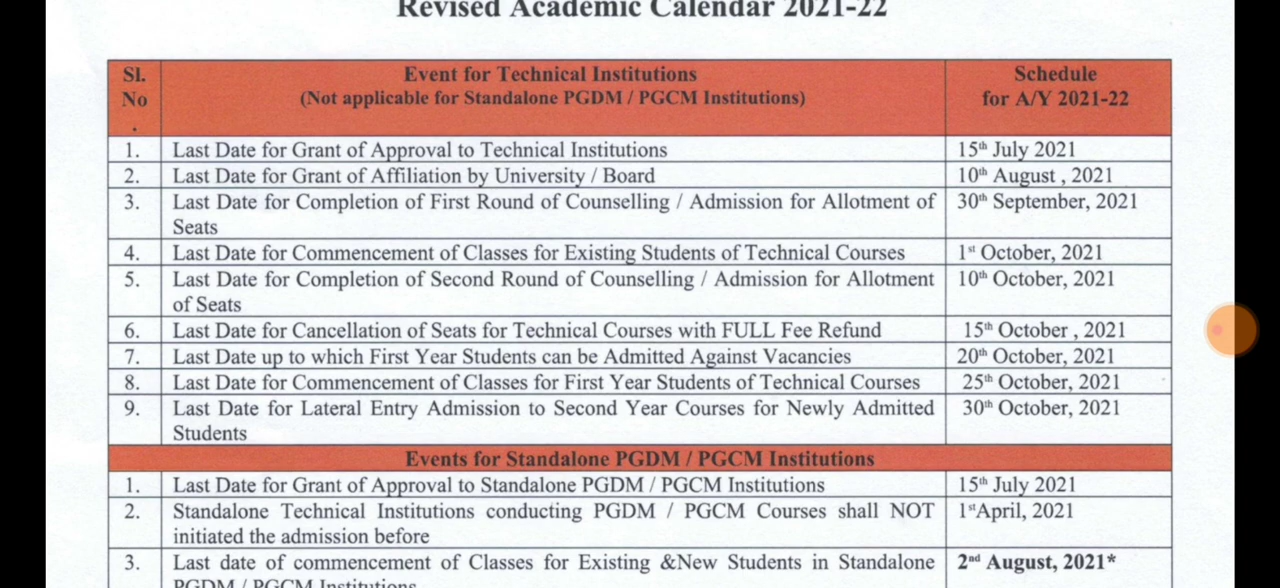 Revised Academic Calendar 2021-22
Sl. Event for Technical Institutions Schedule
No (Not applicable for Standalone PGDM / PGCM Institutions) for A/Y 2021-22
.
1. Last Date for Grant of Approval to Technical Institutions 15th July 2021
2. Last Date for Grant of Affiliation by University / Board 10th August , 2021
3. Last Date for Completion of First Round of Counselling / Admission for Allotment of 30th September, 2021
Seats
4. Last Date for Commencement of Classes for Existing Students of Technical Courses 1st October, 2021
5. Last Date for Completion of Second Round of Counselling / Admission for Allotment 10th October, 2021
of Seats
6. Last Date for Cancellation of Seats for Technical Courses with FULL Fee Refund 15th October , 2021
7. Last Date up to which First Year Students can be Admitted Against Vacancies 20th October, 2021
8. Last Date for Commencement of Classes for First Year Students of Technical Courses 25th October, 2021
9. Last Date for Lateral Entry Admission to Second Year Courses for Newly Admitted 30th October, 2021
Students
Events for Standalone PGDM / PGCM Institutions
1. Last Date for Grant of Approval to Standalone PGDM / PGCM Institutions 15th July 2021
2. Standalone Technical Institutions conducting PGDM / PGCM Courses shall NOT 1stApril, 2021
initiated the admission before
3. Last date of commencement of Classes for Existing &New Students in Standalone 2nd August, 2021*
PGDM / PGCM Institutions